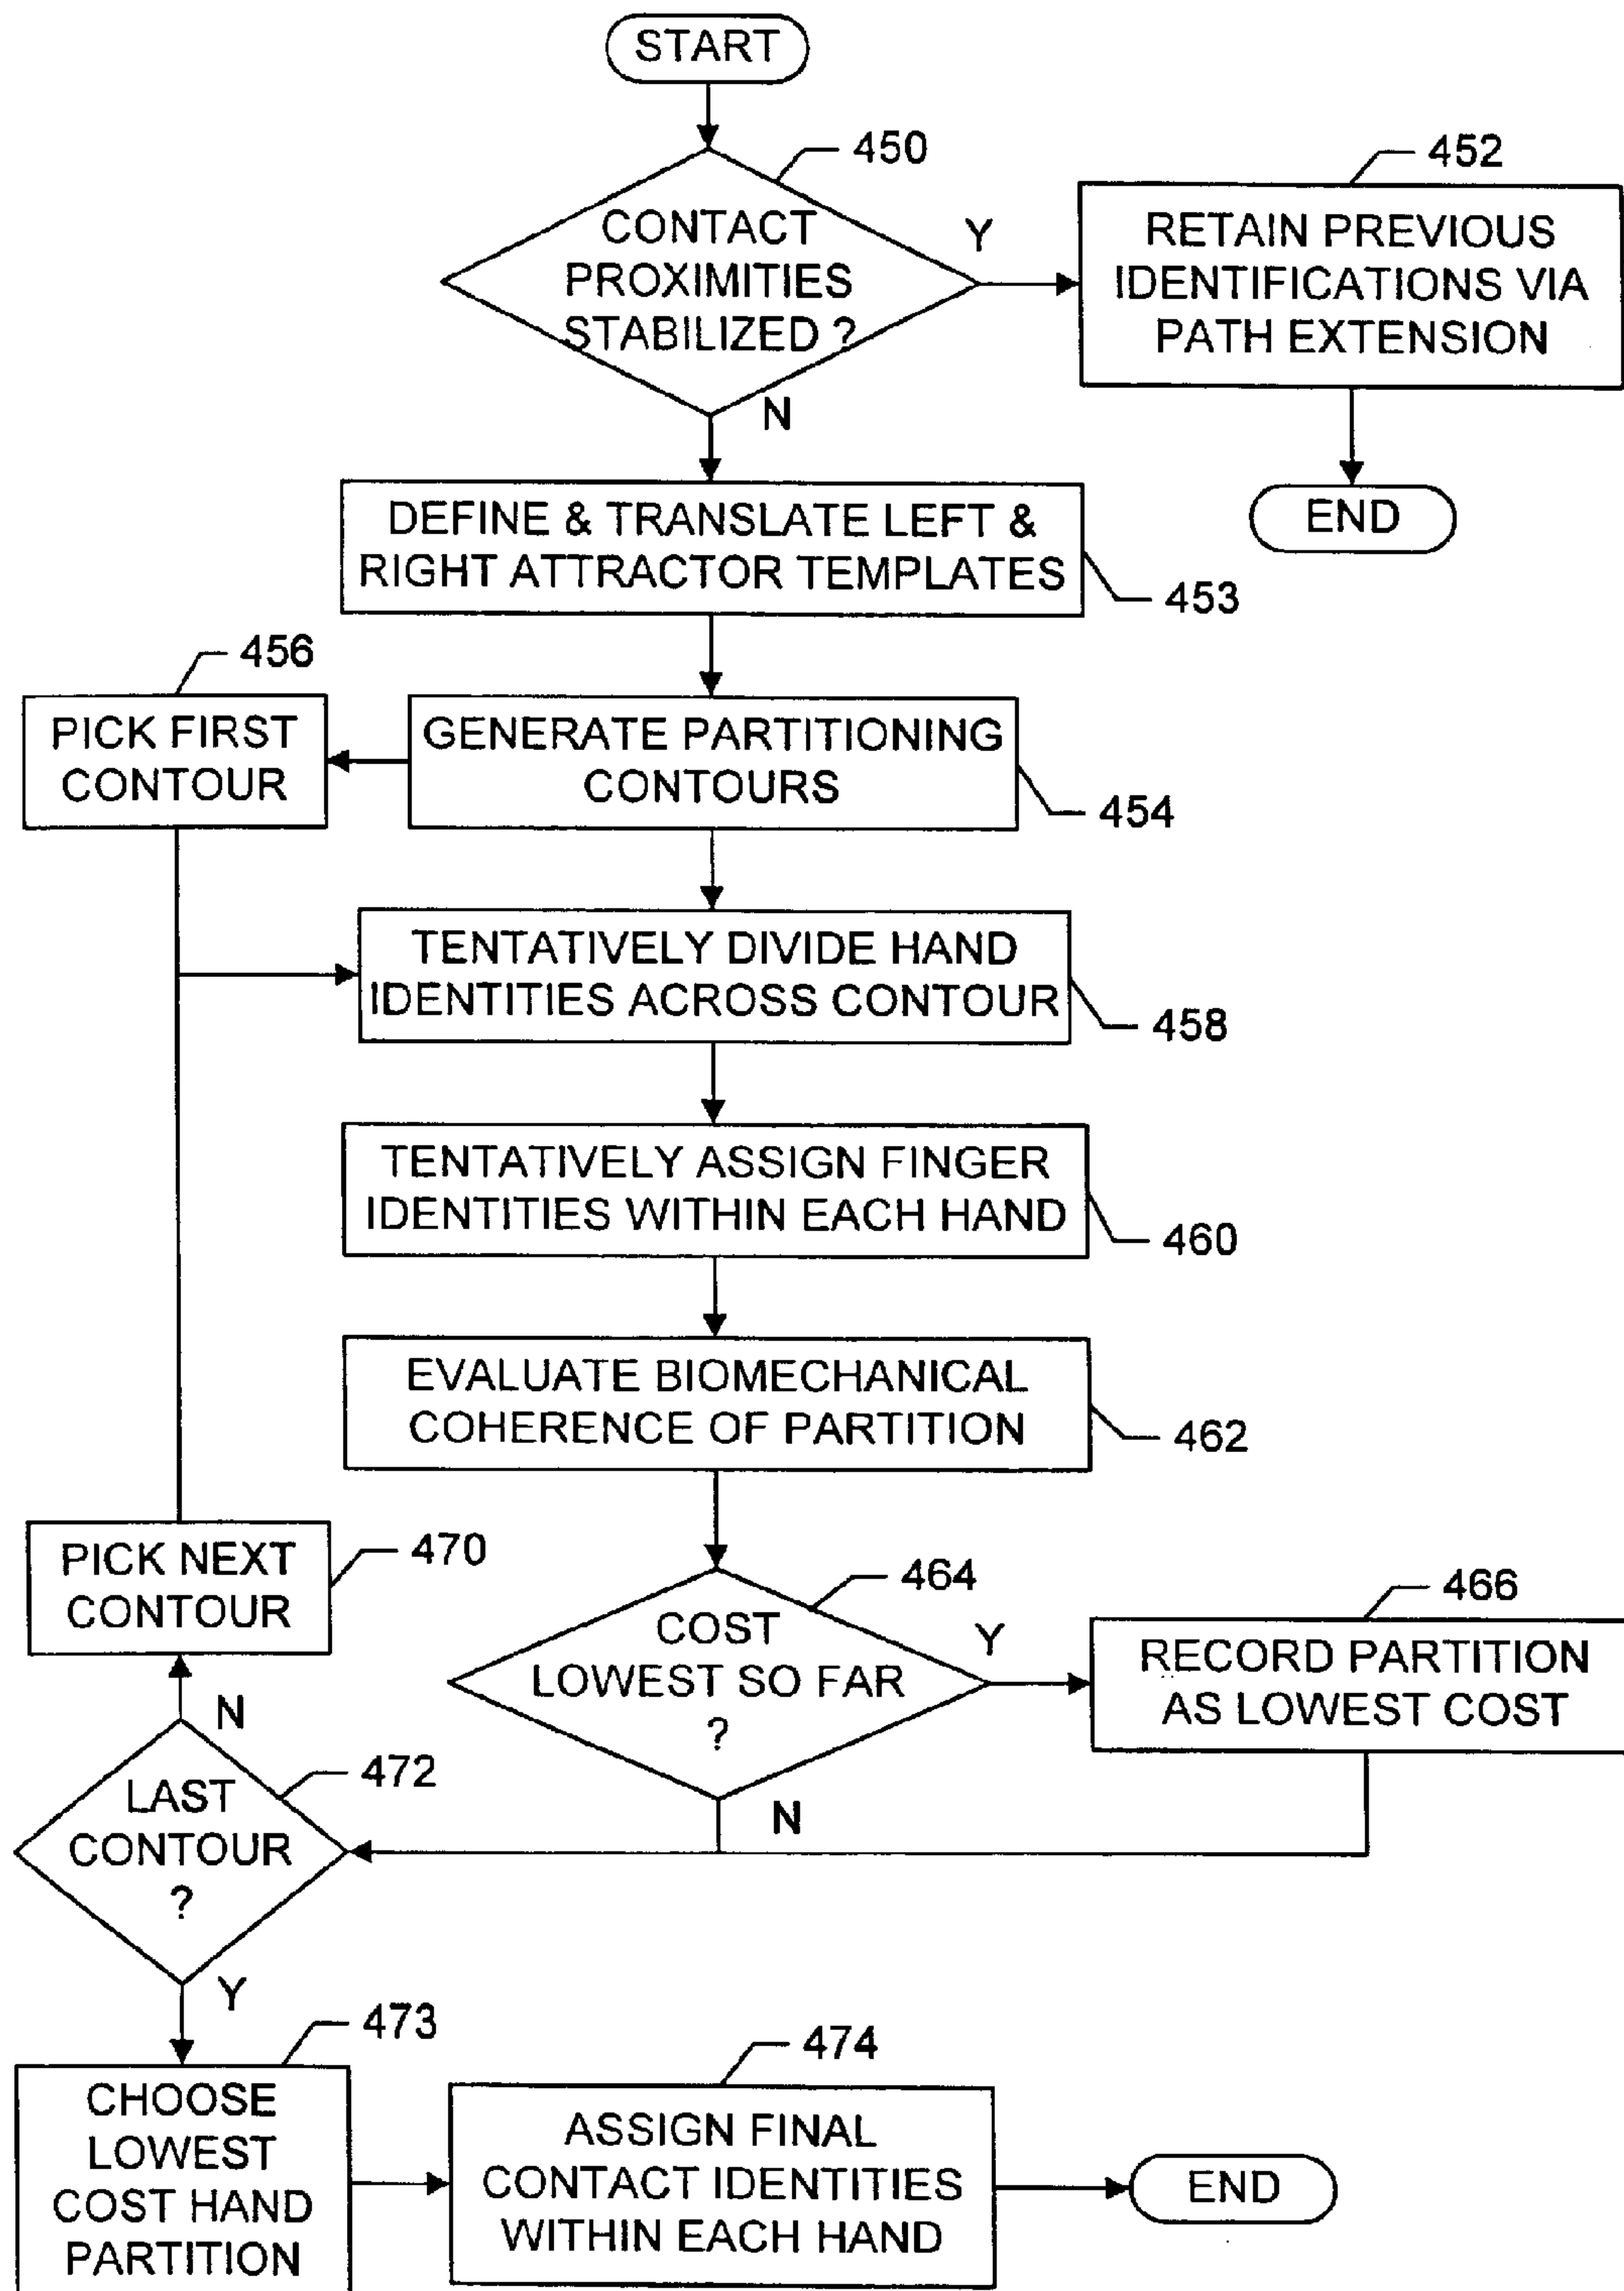 START
450
CONTACT
PROXIMITIES
STABILIZED ?
Y
N
452
RETAIN PREVIOUS
IDENTIFICATIONS VIA
PATH EXTENSION
END
DEFINE & TRANSLATE LEFT &
RIGHT ATTRACTOR TEMPLATES
453
456
PICK FIRST
CONTOUR
GENERATE PARTITIONING
CONTOURS
454
TENTATIVELY DIVIDE HAND
IDENTITIES ACROSS CONTOUR
458
TENTATIVELY ASSIGN FINGER
IDENTITIES WITHIN EACH HAND
460
EVALUATE BIOMECHANICAL
COHERENCE OF PARTITION
462
PICK NEXT
CONTOUR
470
464
COST
LOWEST SO FAR
?
Y
N
466
RECORD PARTITION
AS LOWEST COST
N
472
LAST
CONTOUR
?
Y
473
CHOOSE
LOWEST
COST HAND
PARTITION
474
ASSIGN FINAL
CONTACT IDENTITIES
WITHIN EACH HAND
END